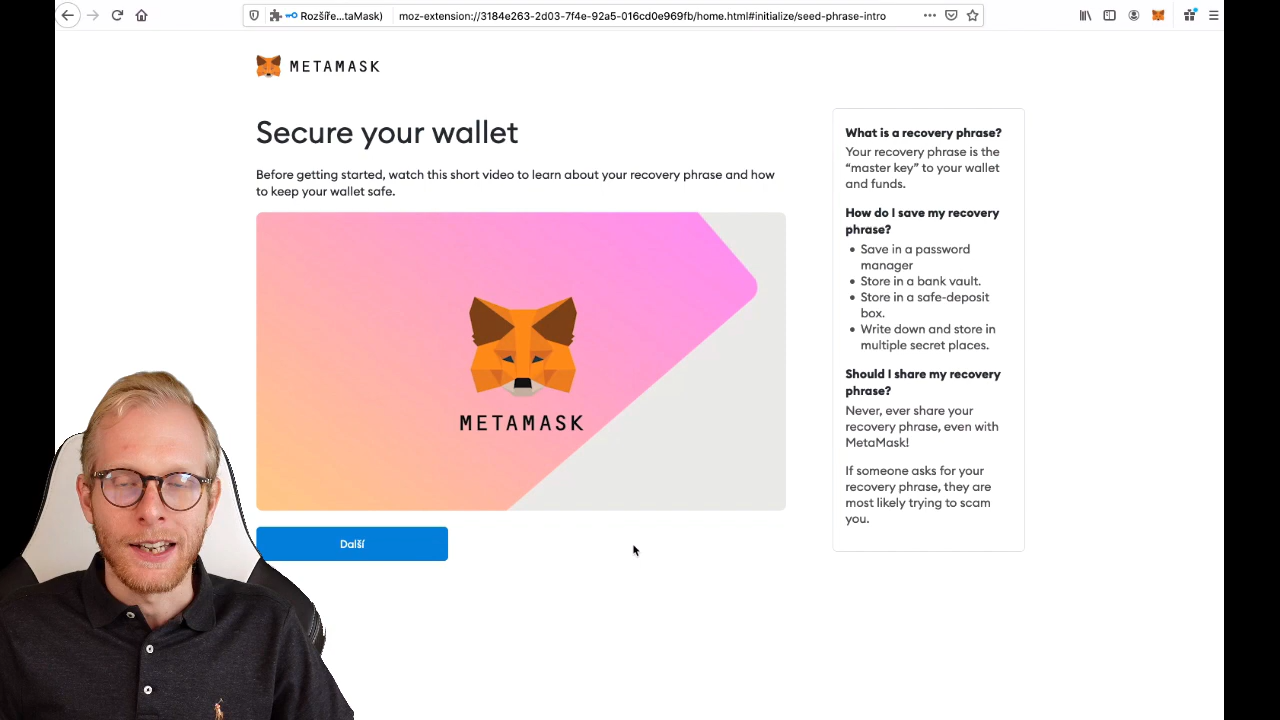 Rozšíře...taMask)
moz-extension://3184e263-2d03-7f4e-92a5-016cd0e969fb/home.html#initialize/seed-phrase-intro
METAMASK
Secure your wallet
Before getting started, watch this short video to learn about your recovery phrase and how
to keep your wallet safe.
METAMASK
Další
What is a recovery phrase?
Your recovery phrase is the
“master key” to your wallet
and funds.
How do I save my recovery
phrase?
• Save in a password
manager
• Store in a bank vault.
• Store in a safe-deposit
box.
• Write down and store in
multiple secret places.
Should I share my recovery
phrase?
Never, ever share your
recovery phrase, even with
MetaMask!
If someone asks for your
recovery phrase, they are
most likely trying to scam
you.